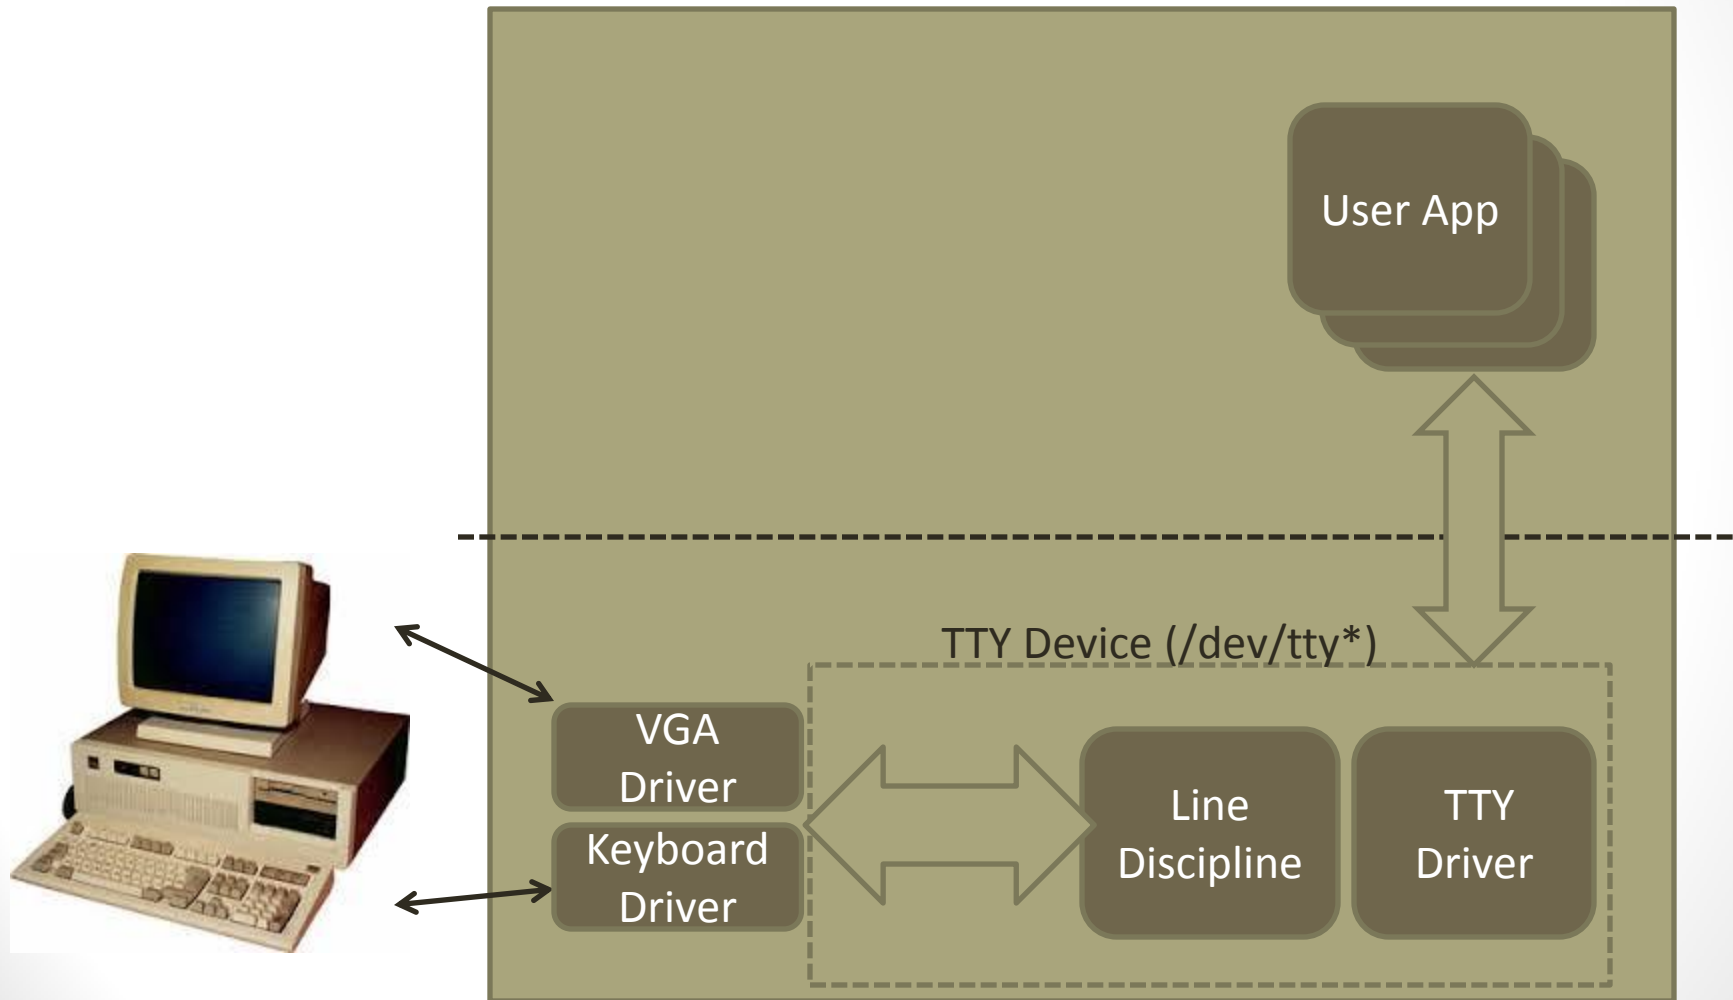 User App
TTY Device (/dev/tty*)
VGA
Driver
Keyboard
Driver
Line
Discipline
TTY
Driver